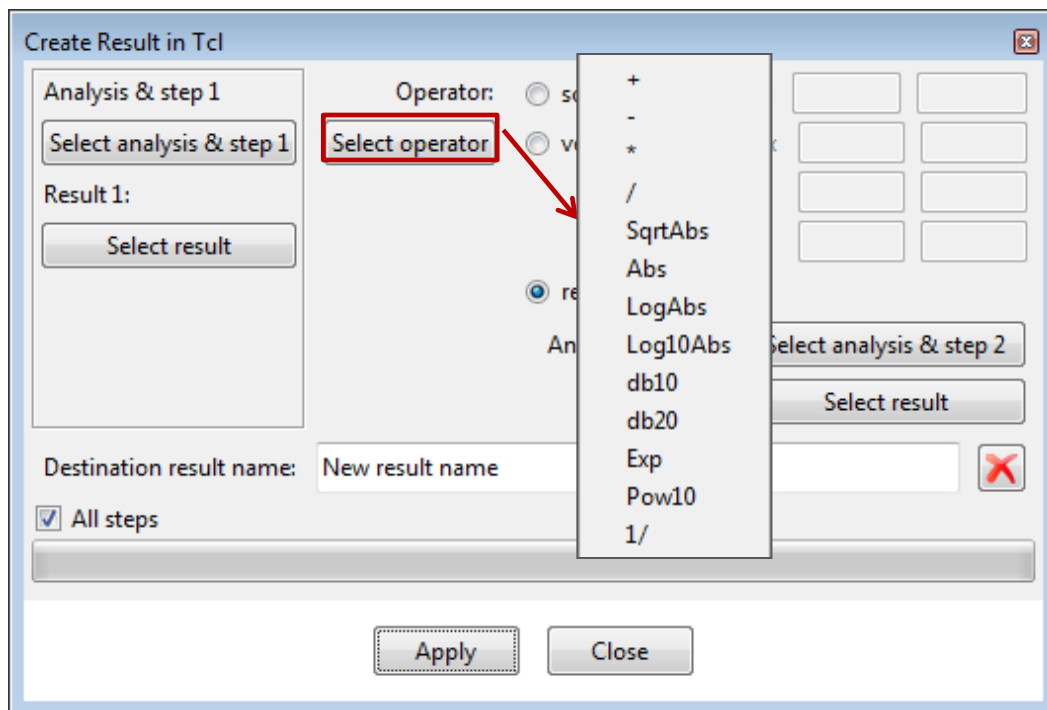 Create Result in Tcl
Analysis & step 1
Select analysis & step 1
Result 1:
Select result
Operator:
Select operator
+
-
*
/
SqrtAbs
Abs
LogAbs
Log10Abs
db10
db20
Exp
Pow10
1/
Select analysis & step 2
Select result
Destination result name:
New result name
All steps
Apply
Close